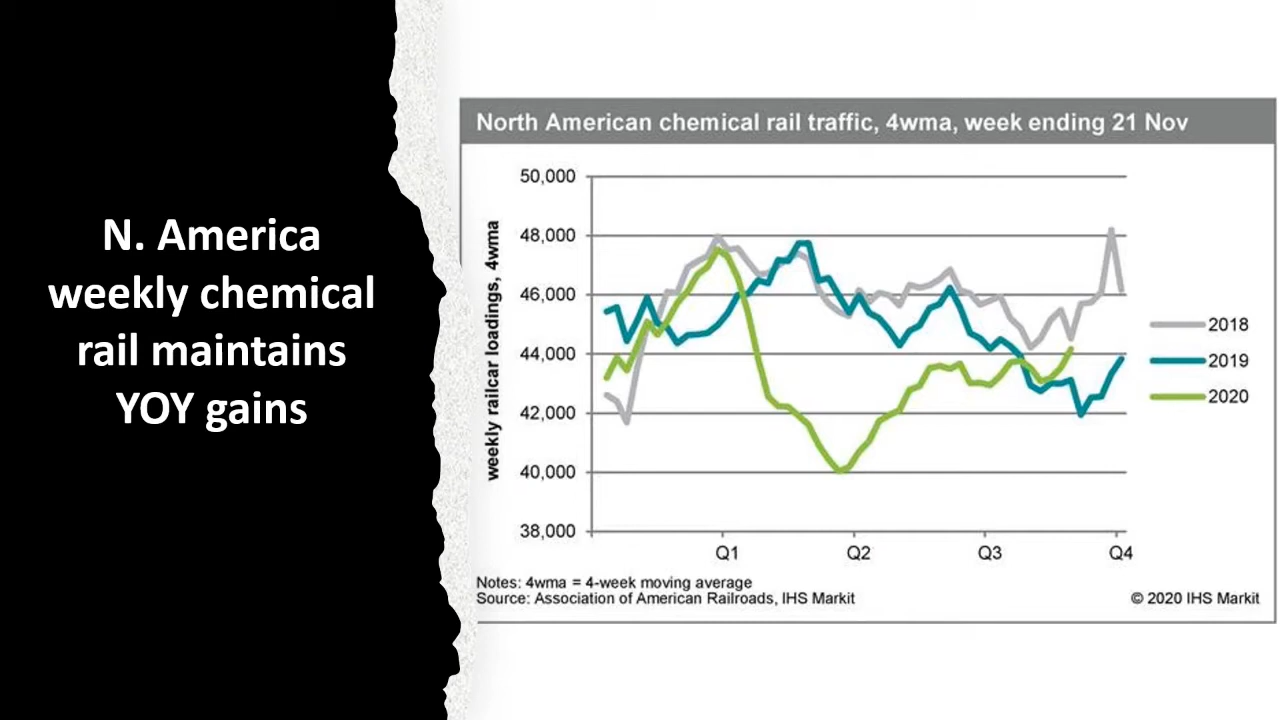 N. America
weekly chemical
rail maintains
YOY gains
North American chemical rail traffic, 4wma, week ending 21 Nov
weekly railcar loadings, 4wma
50,000
48,000
46,000
44,000
42,000
40,000
38,000
Q1 Q2 Q3 Q4
2018
2019
2020
Notes: 4wma = 4-week moving average
Source: Association of American Railroads, IHS Markit
© 2020 IHS Markit